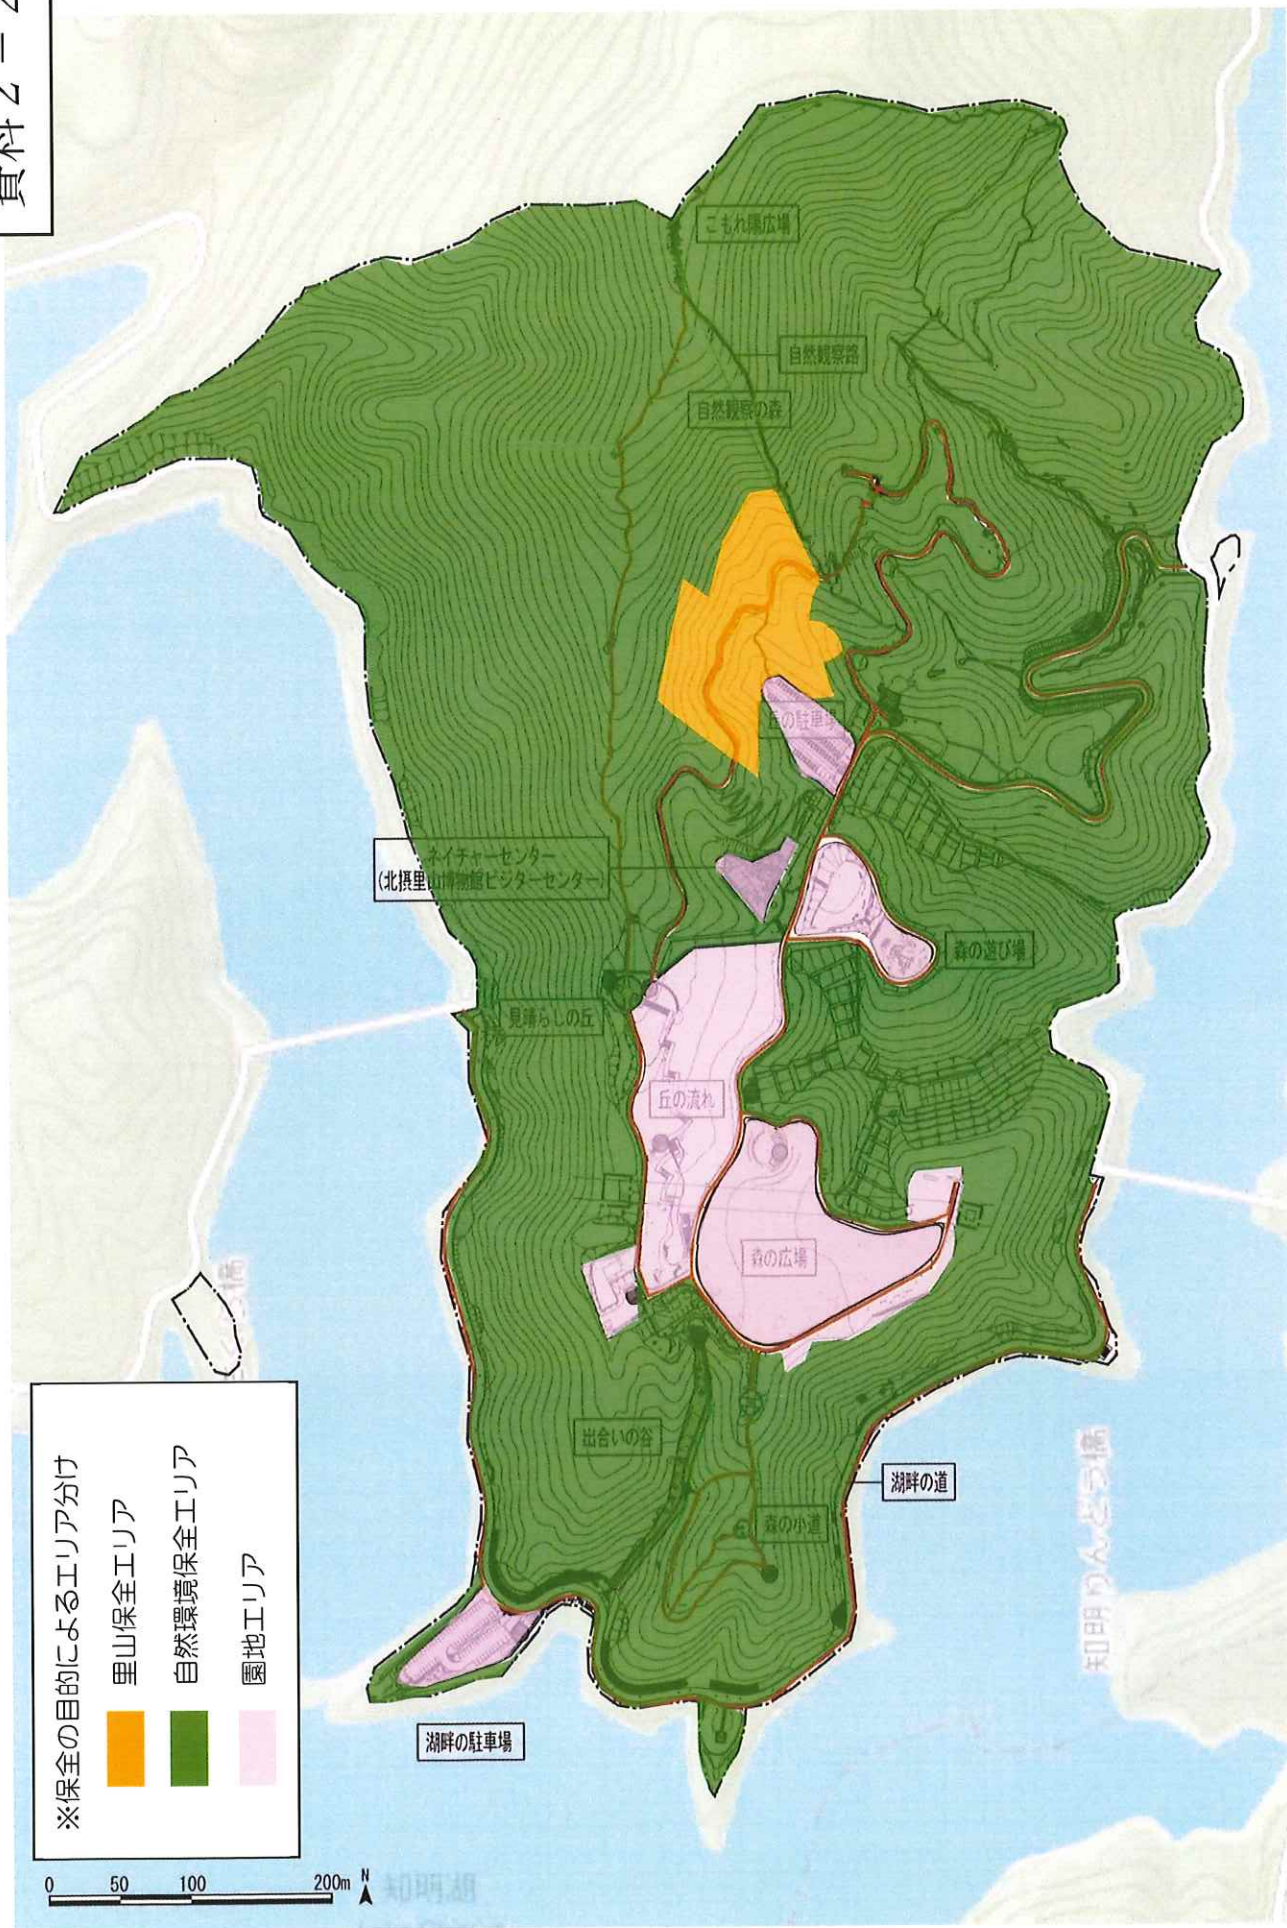 資料2-2
こもれ陽広場
自然観察路
自然観察の森
丘の駐車場
ネイチャーセンター
(北摂里山博物館ビジターセンター)
森の遊び場
見晴らしの丘
丘の流れ
森の広場
出合いの谷
湖畔の道
森の小道
湖畔の駐車場
知明りんどう橋
知明湖
※保全の目的によるエリア分け
里山保全エリア
自然環境保全エリア
園地エリア
0 50 100 200m
N